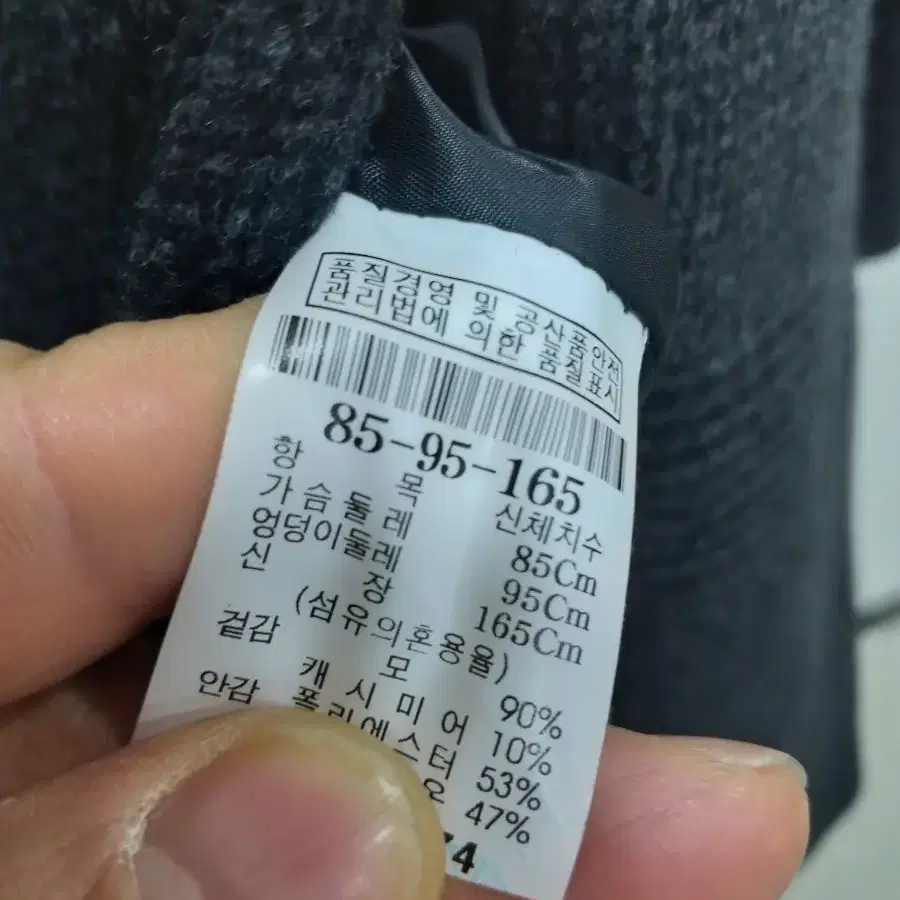 품질경영 및 공산품안전
관리법에 의한 품질표시
85-95-165
항 목 신체치수
가슴둘레 85Cm
엉덩이둘레 95Cm
신 장 165Cm
(섬유의혼용율)
겉감 모 90%
캐시미어 10%
안감 폴리에스터 53%
47%